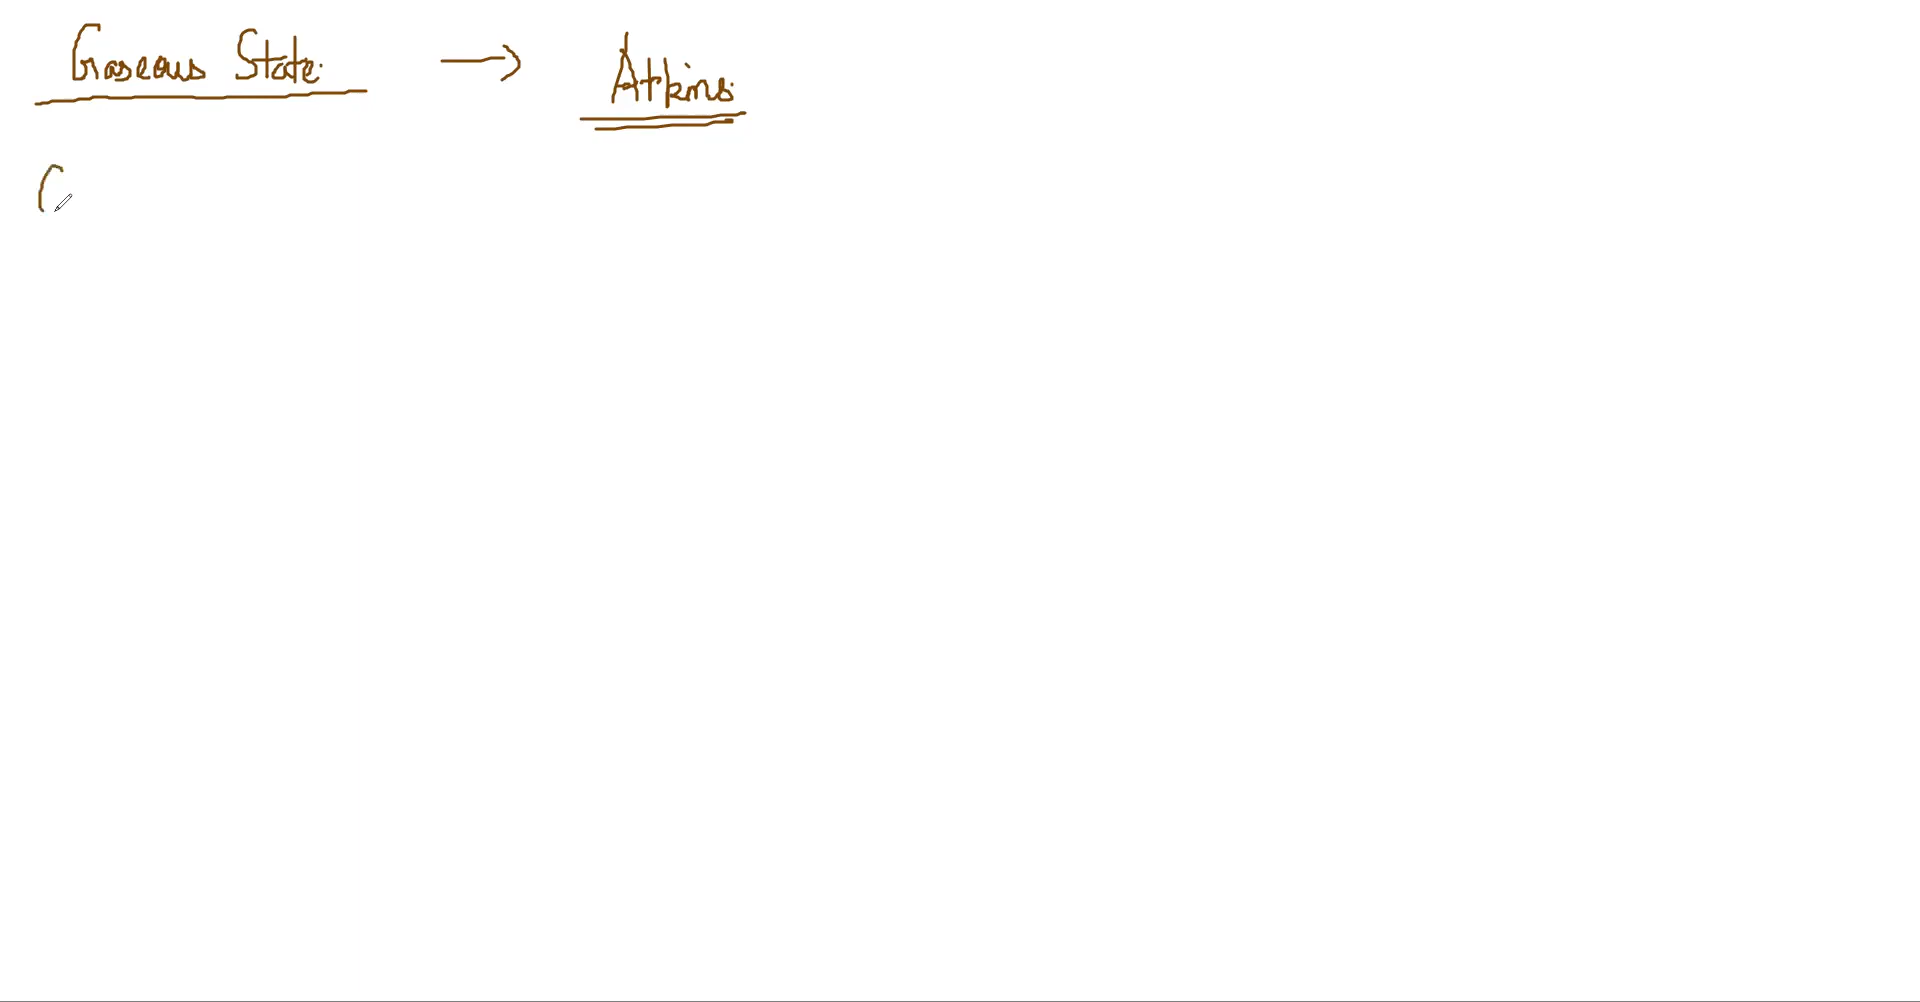 Gaseous State. → Atkins.